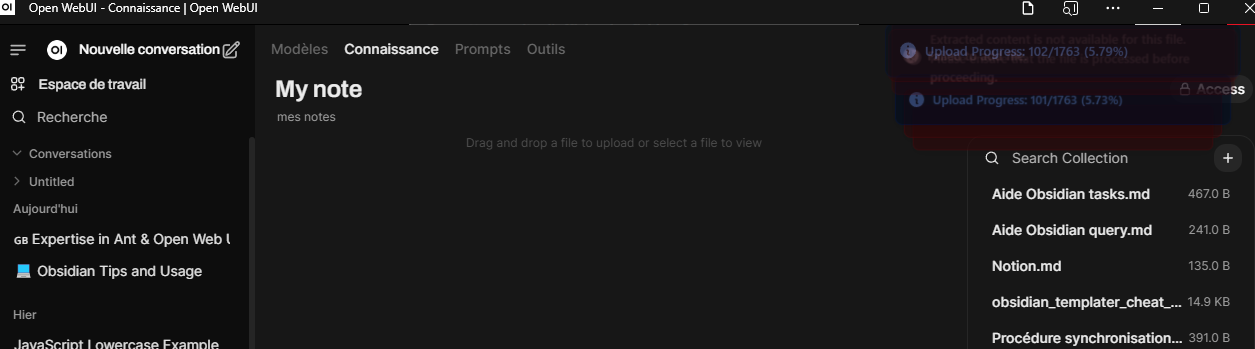 OI Open WebUI - Connaissance | Open WebUI
OI Nouvelle conversation
Espace de travail
Recherche
Conversations
Untitled
Aujourd'hui
GB Expertise in Ant & Open Web
Obsidian Tips and Usage
Hier
JavaScript Lowercase Example
Modèles Connaissance Prompts Outils
My note
mes notes
Drag and drop a file to upload or select a file to view
Extracted content is not available for this file.
Upload Progress: 102/1763 (5.79%)
the file is processed before
proceeding.
Upload Progress: 101/1763 (5.73%)
Access
Search Collection
Aide Obsidian tasks.md 467.0 B
Aide Obsidian query.md 241.0 B
Notion.md 135.0 B
obsidian_templater_cheat_... 14.9 KB
Procédure synchronisation... 391.0 B